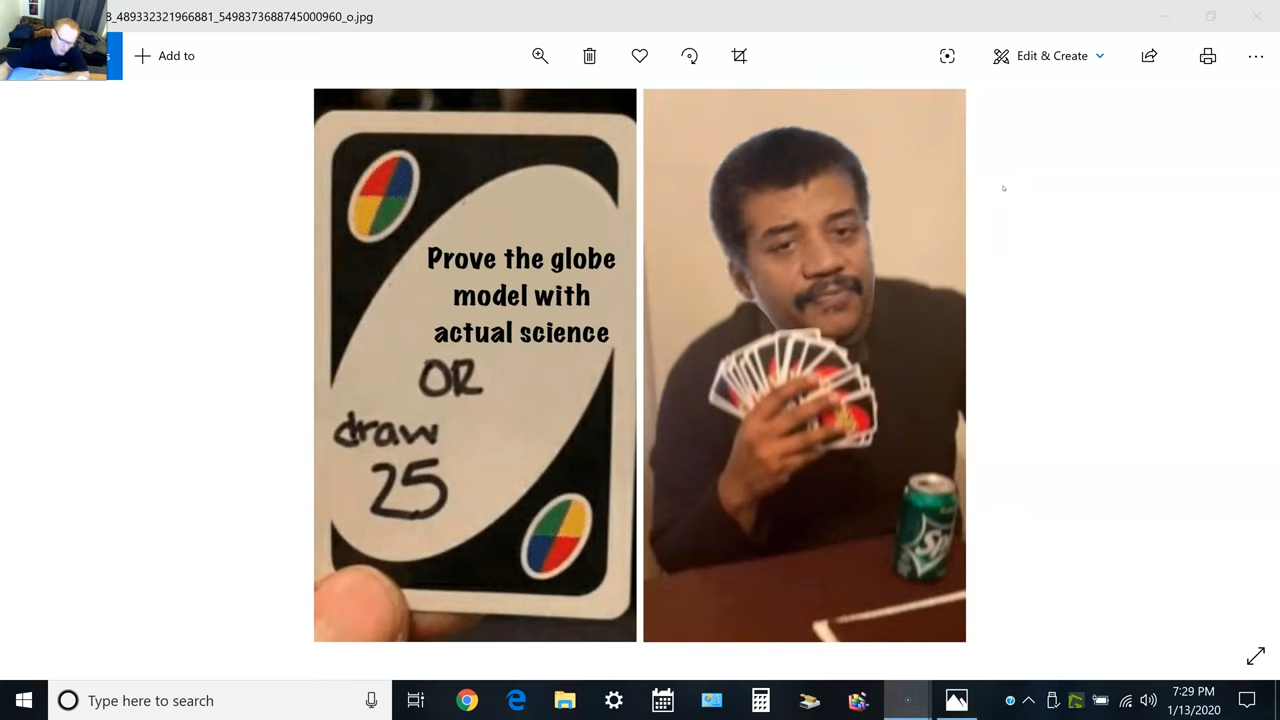 8_489332321966881_5498373688745000960_o.jpg
Add to
Edit & Create
Prove the globe
model with
actual science
OR
draw
25
Type here to search
7:29 PM
1/13/2020